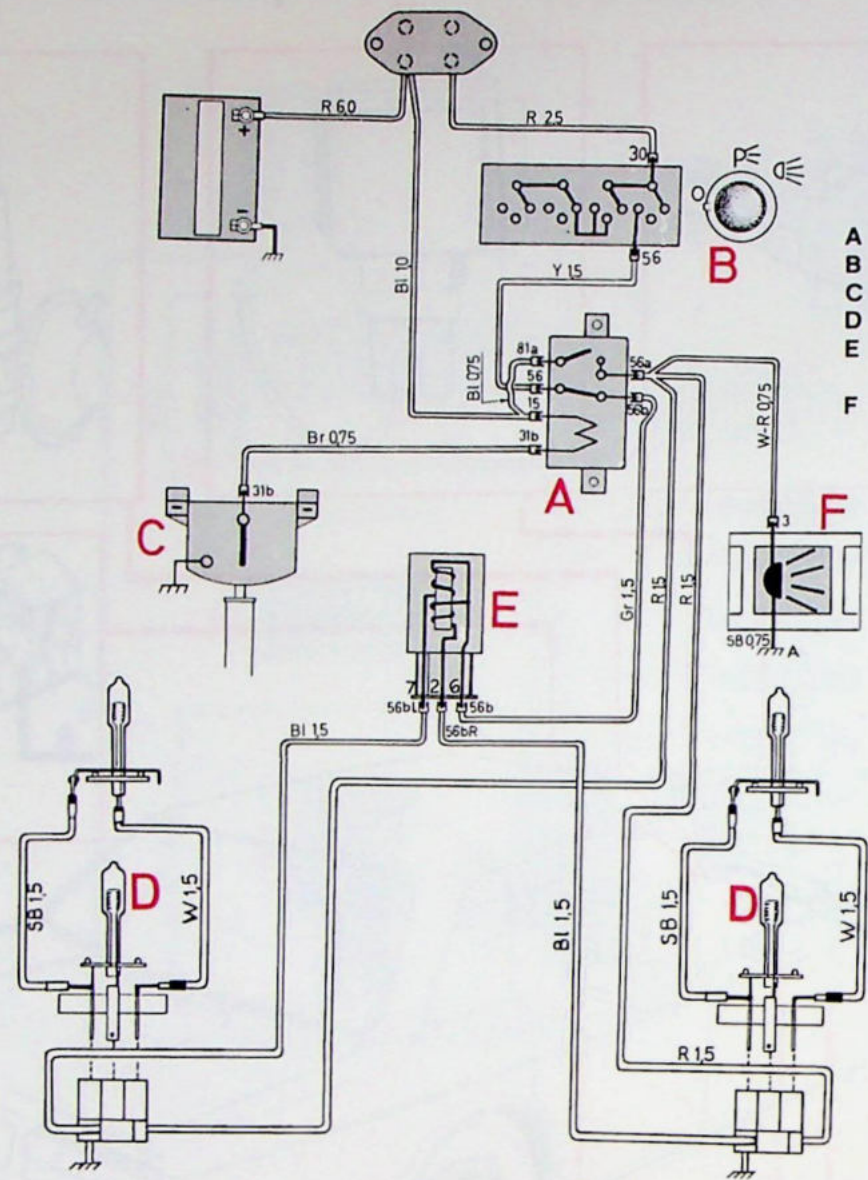 R 6,0
R 2,5
+
−
30
B
56
Y 1,5
Bl 1,0
A
B
C
D
E
F
81a
56
15
31b
56a
56b
Bl 0,75
A
W-R 0,75
Br 0,75
31b
C
E
3
F
Gr 1,5
R 1,5
R 1,5
SB 0,75
A
7 2 6
56bL
56bR
56b
Bl 1,5
D
SB 1,5
W 1,5
Bl 1,5
D
SB 1,5
W 1,5
R 1,5